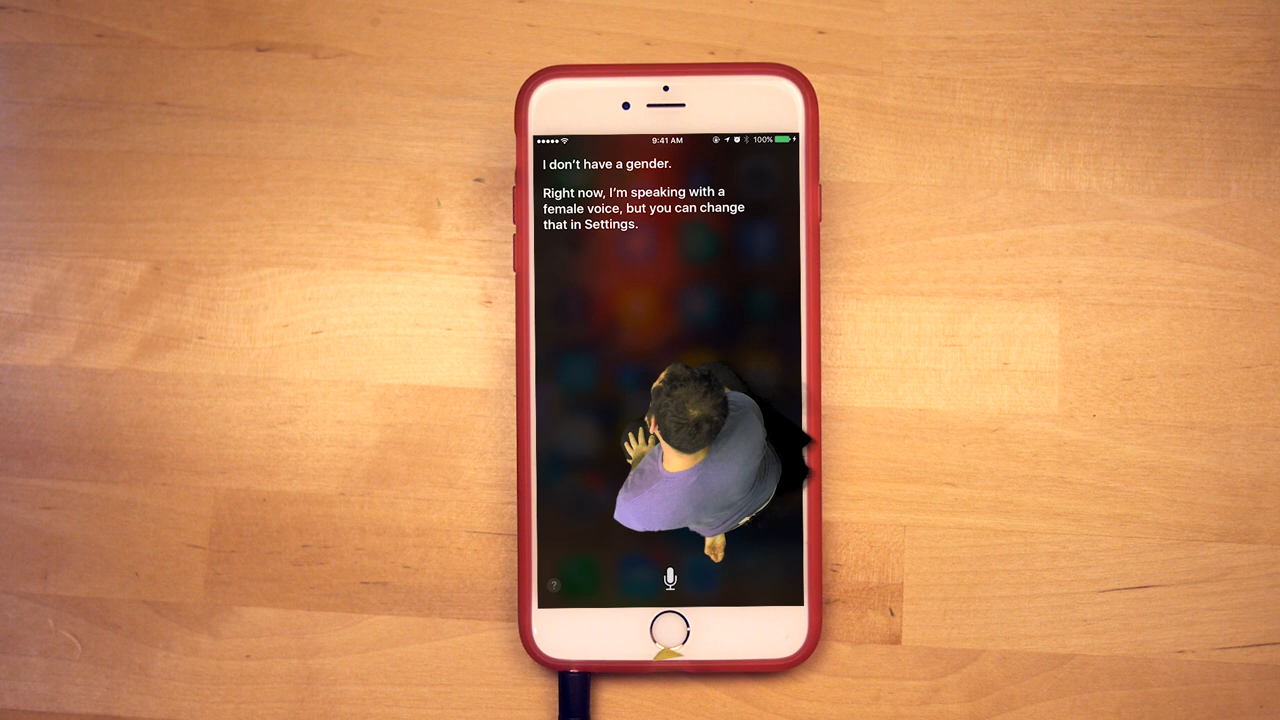 9:41 AM 100%
I don't have a gender.
Right now, I'm speaking with a
female voice, but you can change
that in Settings.
?